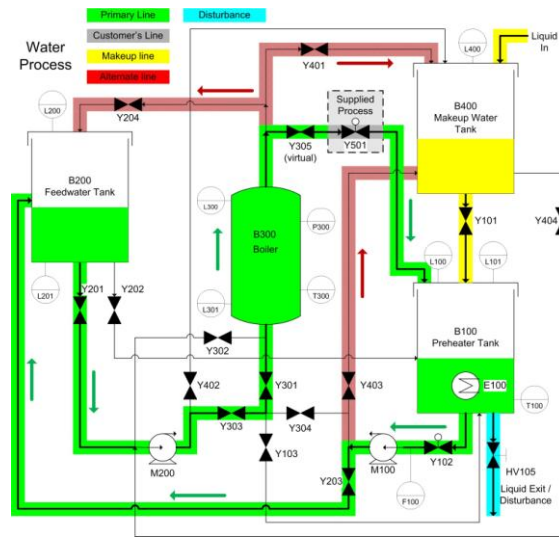 Primary Line
Disturbance
Customer's Line
Makeup line
Alternate line
Water
Process
L400
Liquid
In
Y401
L200
Y204
Supplied
Process
B400
Makeup Water
Tank
B200
Feedwater Tank
Y305
(virtual)
Y501
L300
P300
B300
Boiler
Y101
Y404
L100
L101
L201
Y201
Y202
L301
T300
B100
Preheater Tank
Y302
Y402
Y301
Y403
E100
T100
Y303
Y304
M200
Y103
Y203
M100
Y102
HV105
F100
Liquid Exit /
Disturbance